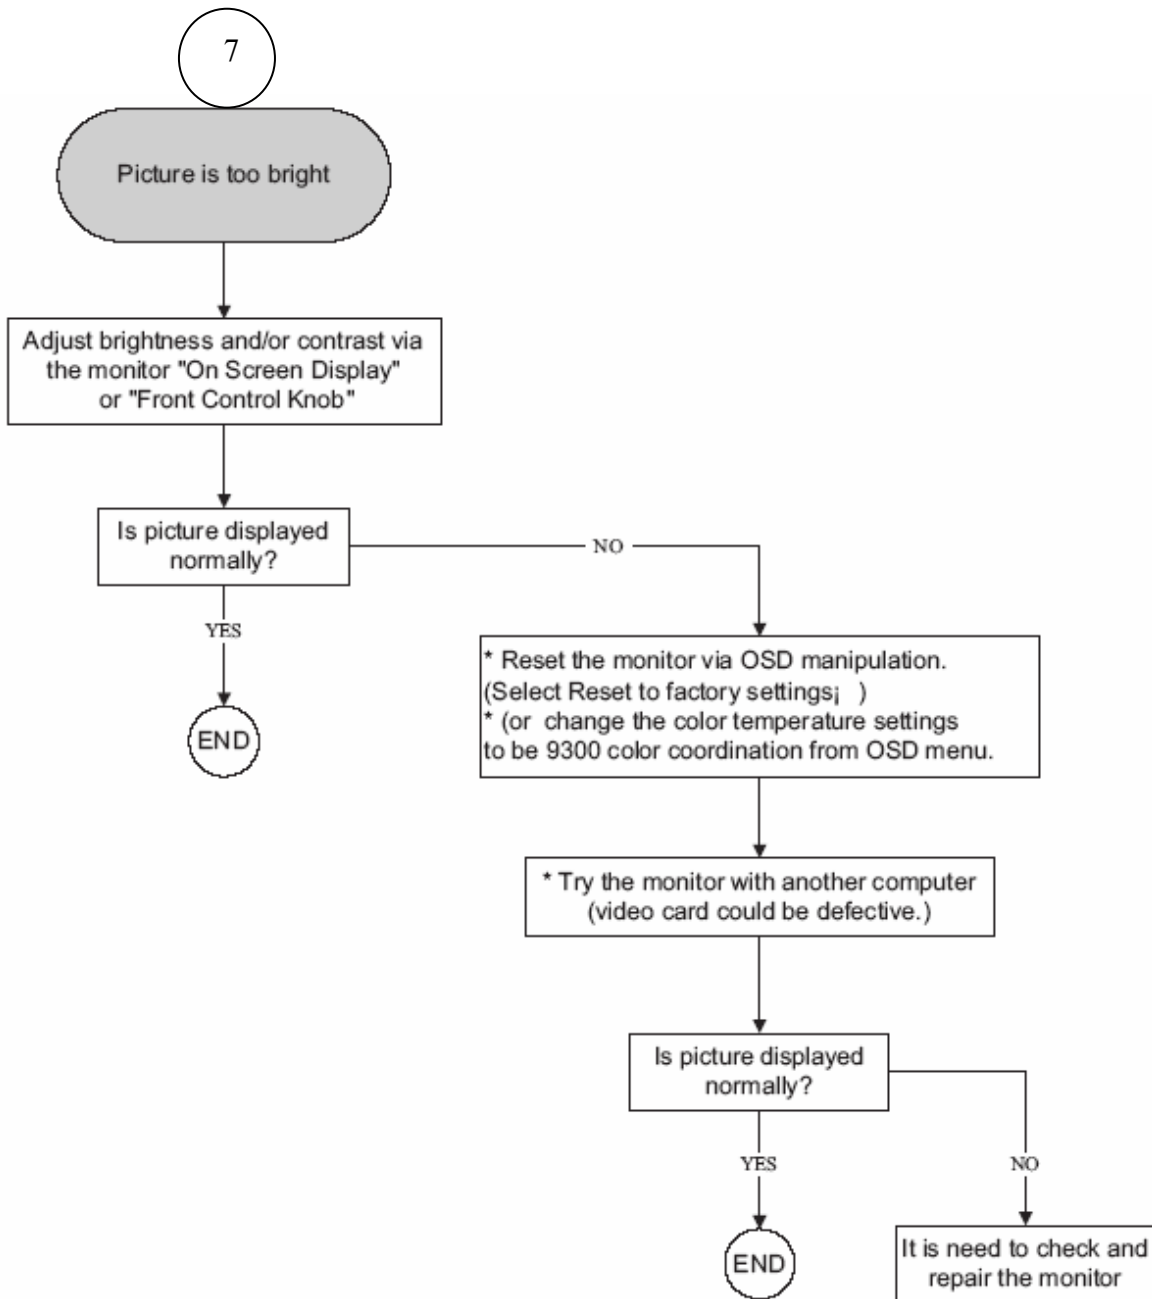 7
Picture is too bright
Adjust brightness and/or contrast via
the monitor "On Screen Display"
or "Front Control Knob"
Is picture displayed
normally?
NO
YES
END
* Reset the monitor via OSD manipulation.
(Select Reset to factory settings¡ )
* (or change the color temperature settings
to be 9300 color coordination from OSD menu.
* Try the monitor with another computer
(video card could be defective.)
Is picture displayed
normally?
YES
NO
END
It is need to check and
repair the monitor